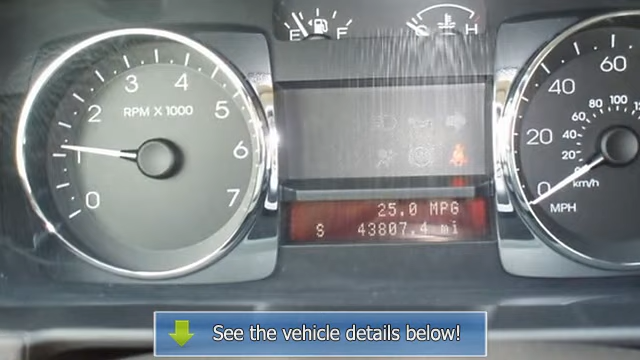 E F
H
3 4
2 5
RPM X 1000
6
0 7
60
40
20
0
MPH
80 100
60
40
20
km/h
25.0 MPG
S 43807.4 mi
See the vehicle details below!